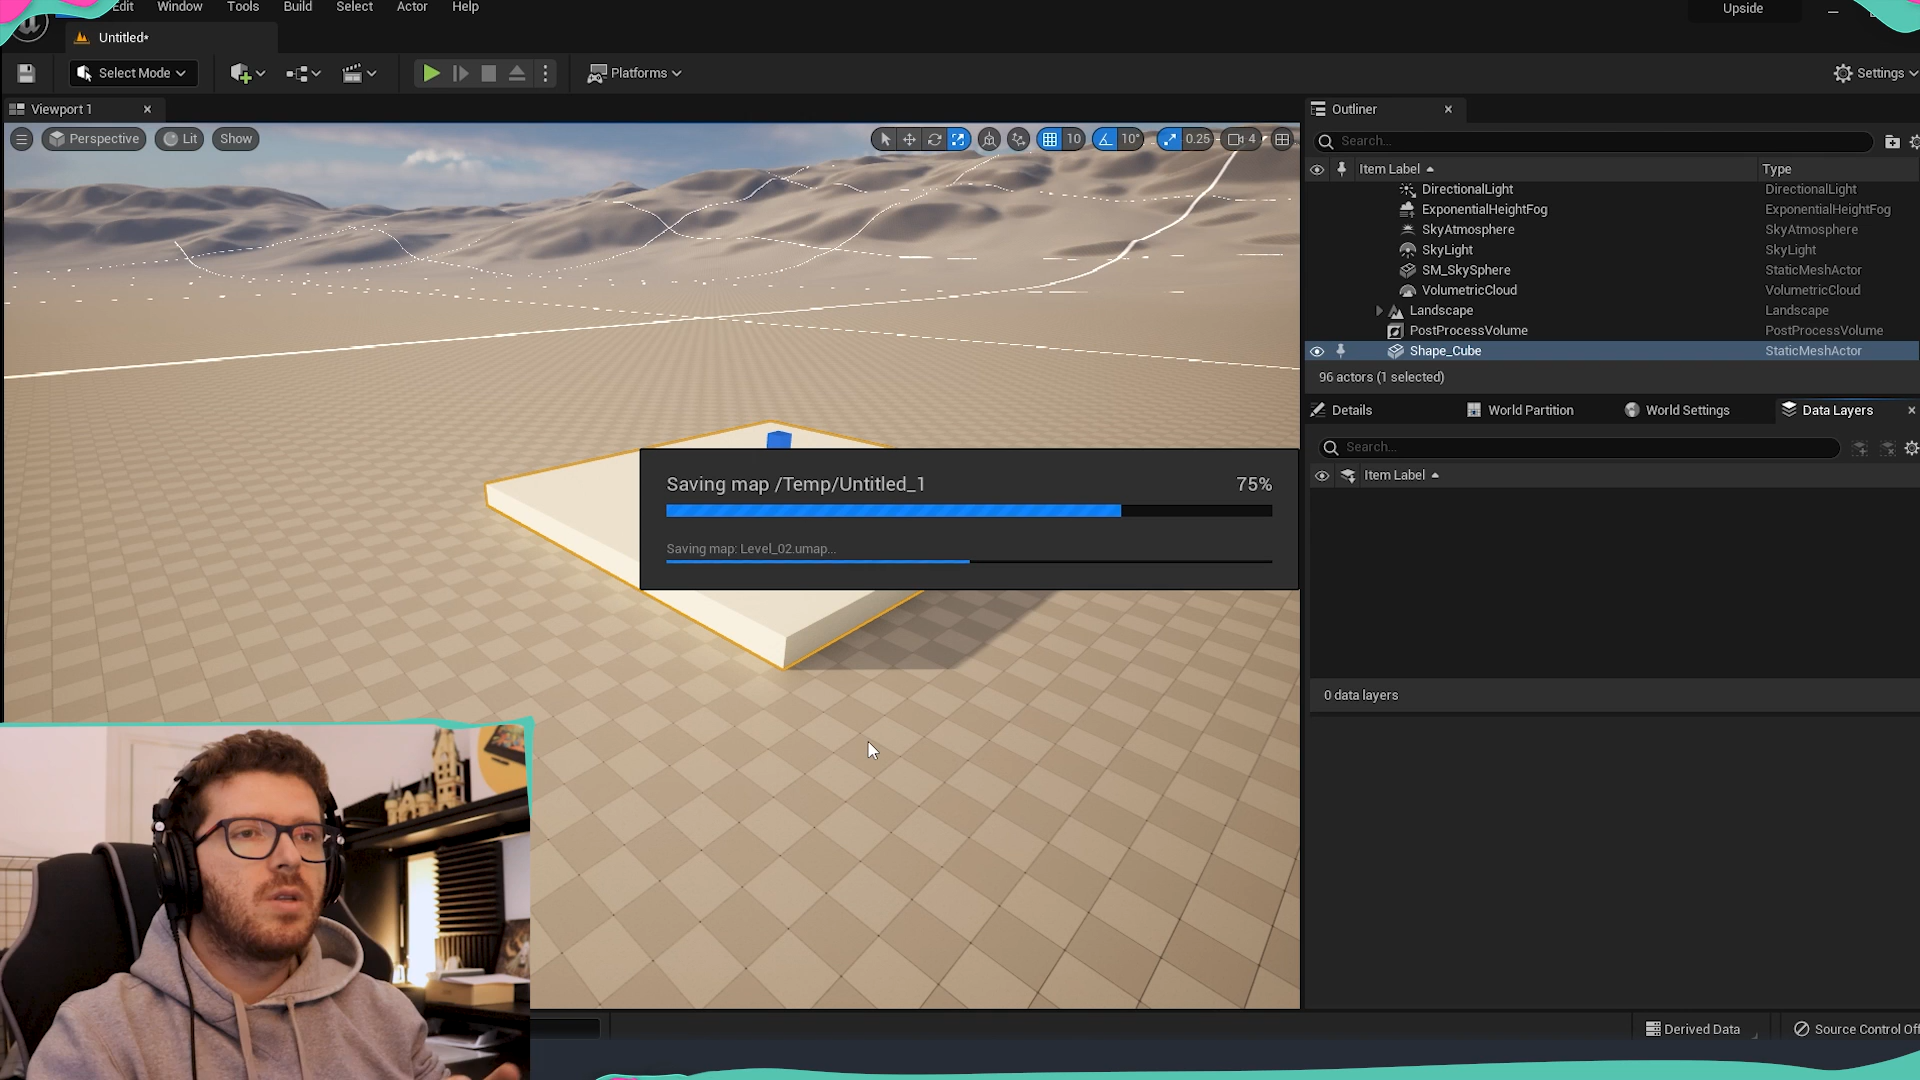 Edit Window Tools Build Select Actor Help
Upside
Untitled*
Select Mode
Platforms
Settings
Viewport 1
Outliner
Perspective Lit Show
10 10° 0.25 4
Search...
Item Label Type
DirectionalLight DirectionalLight
ExponentialHeightFog ExponentialHeightFog
SkyAtmosphere SkyAtmosphere
SkyLight SkyLight
SM_SkySphere StaticMeshActor
VolumetricCloud VolumetricCloud
Landscape Landscape
PostProcessVolume PostProcessVolume
Shape_Cube StaticMeshActor
96 actors (1 selected)
Details World Partition World Settings Data Layers
Search...
Item Label
Saving map /Temp/Untitled_1 75%
Saving map: Level_02.umap...
0 data layers
Derived Data Source Control Off